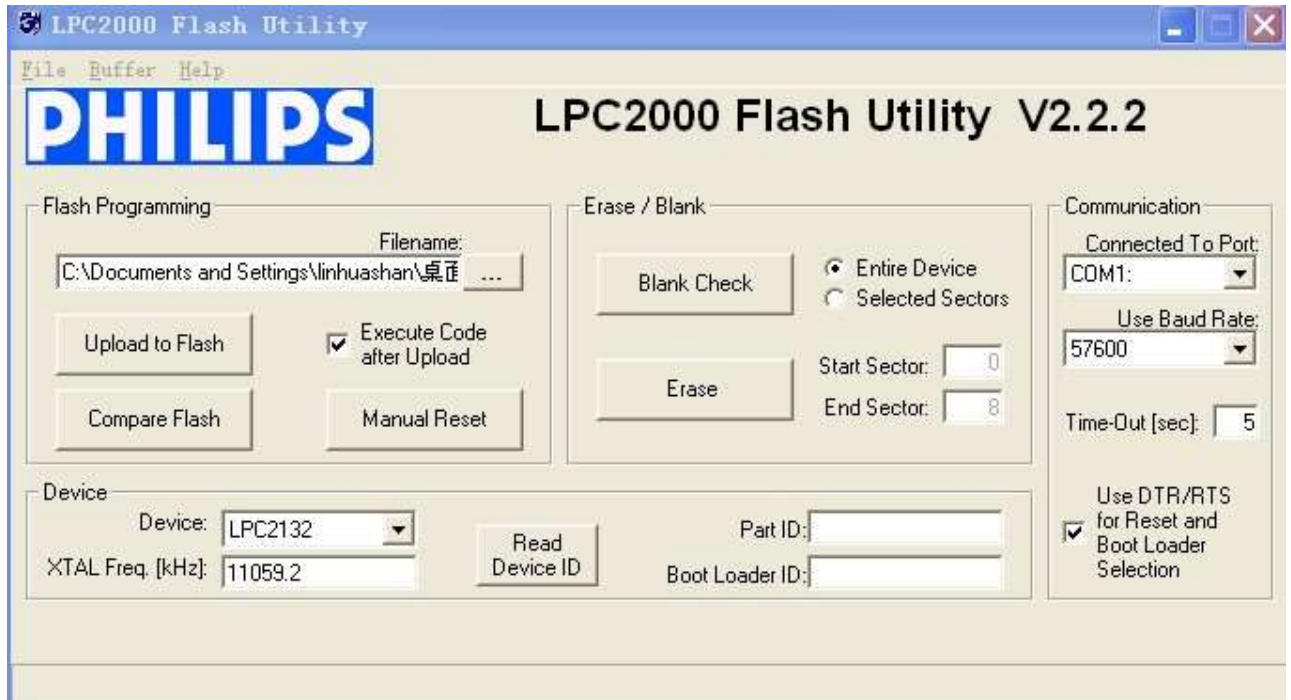 LPC2000 Flash Utility
File Buffer Help
PHILIPS
LPC2000 Flash Utility V2.2.2
Flash Programming
Filename:
C:\Documents and Settings\linhuashan\桌面
...
Upload to Flash
Execute Code
after Upload
Compare Flash
Manual Reset
Erase / Blank
Blank Check
Entire Device
Selected Sectors
Erase
Start Sector: 0
End Sector: 8
Communication
Connected To Port:
COM1:
Use Baud Rate:
57600
Time-Out [sec]: 5
Use DTR/RTS
for Reset and
Boot Loader
Selection
Device
Device: LPC2132
XTAL Freq. [kHz]: 11059.2
Read
Device ID
Part ID:
Boot Loader ID: